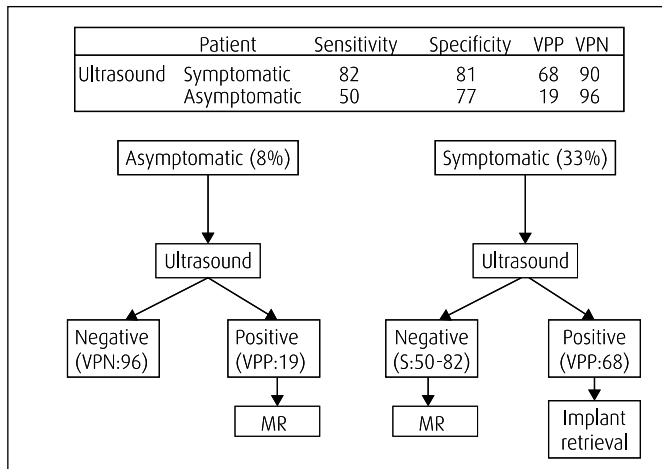 Patient Sensitivity Specificity VPP VPN
Ultrasound Symptomatic 82 81 68 90
Asymptomatic 50 77 19 96
Asymptomatic (8%) Symptomatic (33%)
Ultrasound Ultrasound
Negative Positive Negative Positive
(VPN:96) (VPP:19) (S:50-82) (VPP:68)
MR MR Implant
retrieval